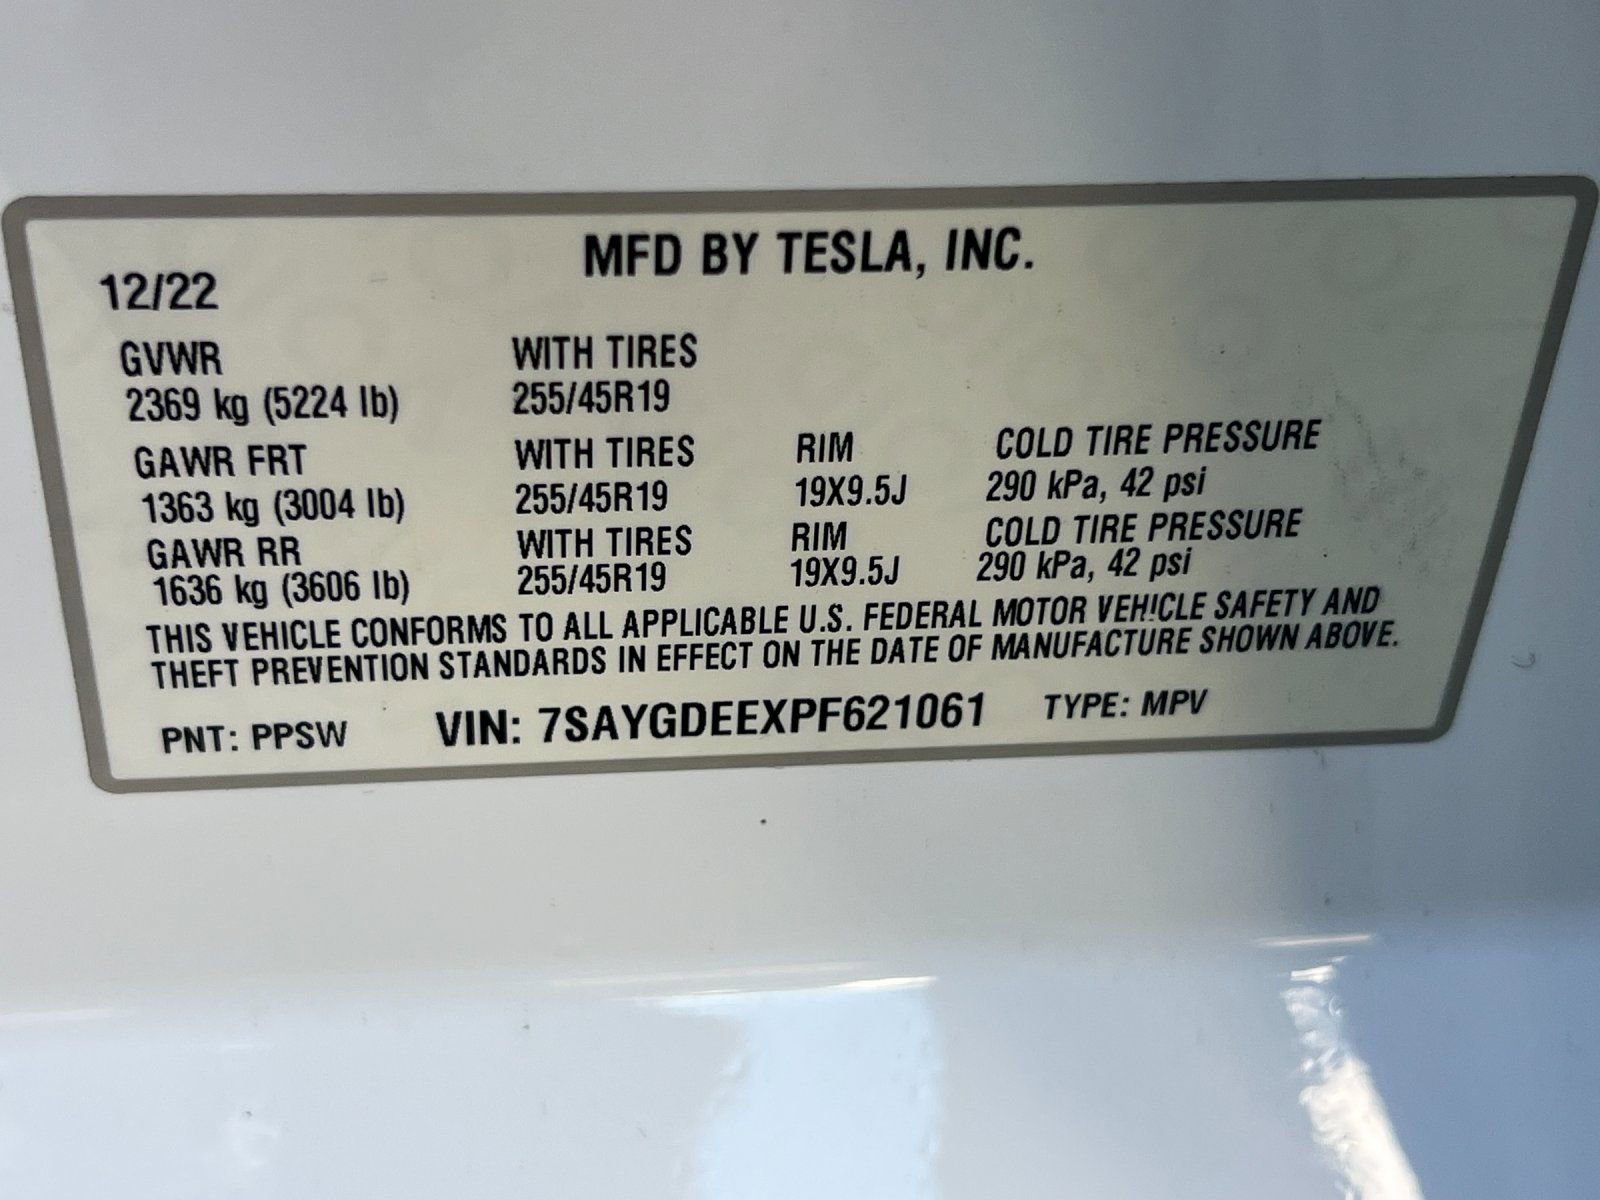 MFD BY TESLA, INC.
12/22
GVWR WITH TIRES
2369 kg (5224 lb) 255/45R19
GAWR FRT WITH TIRES RIM COLD TIRE PRESSURE
1363 kg (3004 lb) 255/45R19 19X9.5J 290 kPa, 42 psi
GAWR RR WITH TIRES RIM COLD TIRE PRESSURE
1636 kg (3606 lb) 255/45R19 19X9.5J 290 kPa, 42 psi
THIS VEHICLE CONFORMS TO ALL APPLICABLE U.S. FEDERAL MOTOR VEHICLE SAFETY AND
THEFT PREVENTION STANDARDS IN EFFECT ON THE DATE OF MANUFACTURE SHOWN ABOVE.
PNT: PPSW VIN: 7SAYGDEEXPF621061 TYPE: MPV